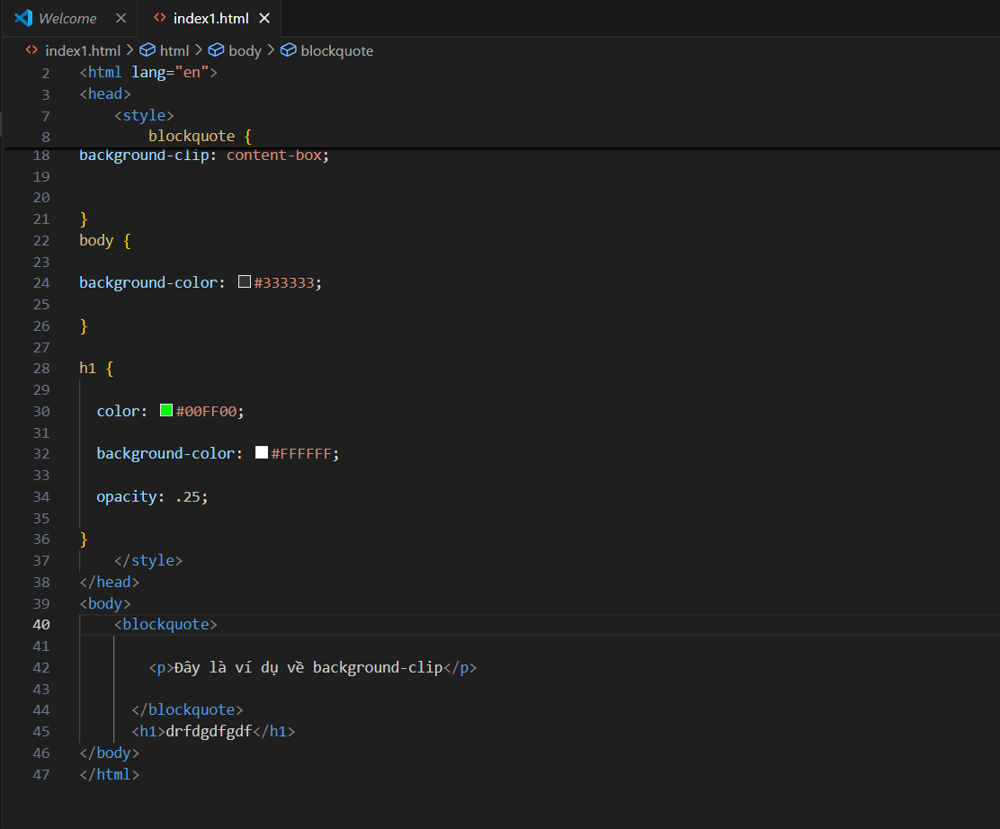 Welcome index1.html
index1.html > html > body > blockquote
2 <html lang="en">
3 <head>
7 <style>
8 blockquote {
18 background-clip: content-box;
19
20
21 }
22 body {
23
24 background-color: #333333;
25
26 }
27
28 h1 {
29
30 color: #00FF00;
31
32 background-color: #FFFFFF;
33
34 opacity: .25;
35
36 }
37 </style>
38 </head>
39 <body>
40 <blockquote>
41
42 <p>Đây là ví dụ về background-clip</p>
43
44 </blockquote>
45 <h1>drfdgdfgdf</h1>
46 </body>
47 </html>